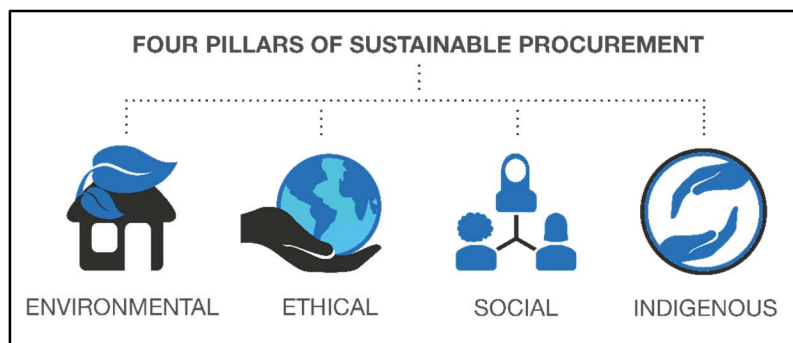 FOUR PILLARS OF SUSTAINABLE PROCUREMENT
ENVIRONMENTAL
ETHICAL
SOCIAL
INDIGENOUS